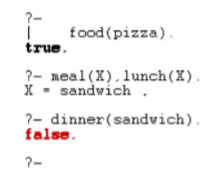 ?-
|    food(pizza).
true.
?- meal(X),lunch(X).
X = sandwich ,
?- dinner(sandwich).
false.
?-